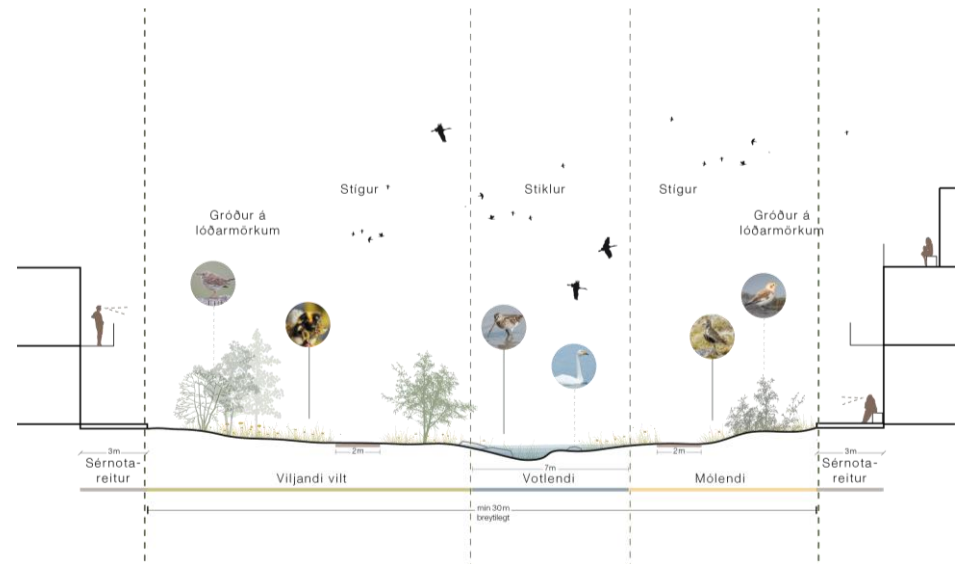 Stígur
Stiklur
Stígur
Gróður á
lóðarmörkum
Gróður á
lóðarmörkum
3m
2m
7m
2m
3m
Sérnota-
reitur
Viljandi vilt
Votlendi
Mólendi
Sérnota-
reitur
min 30m
breytilegt